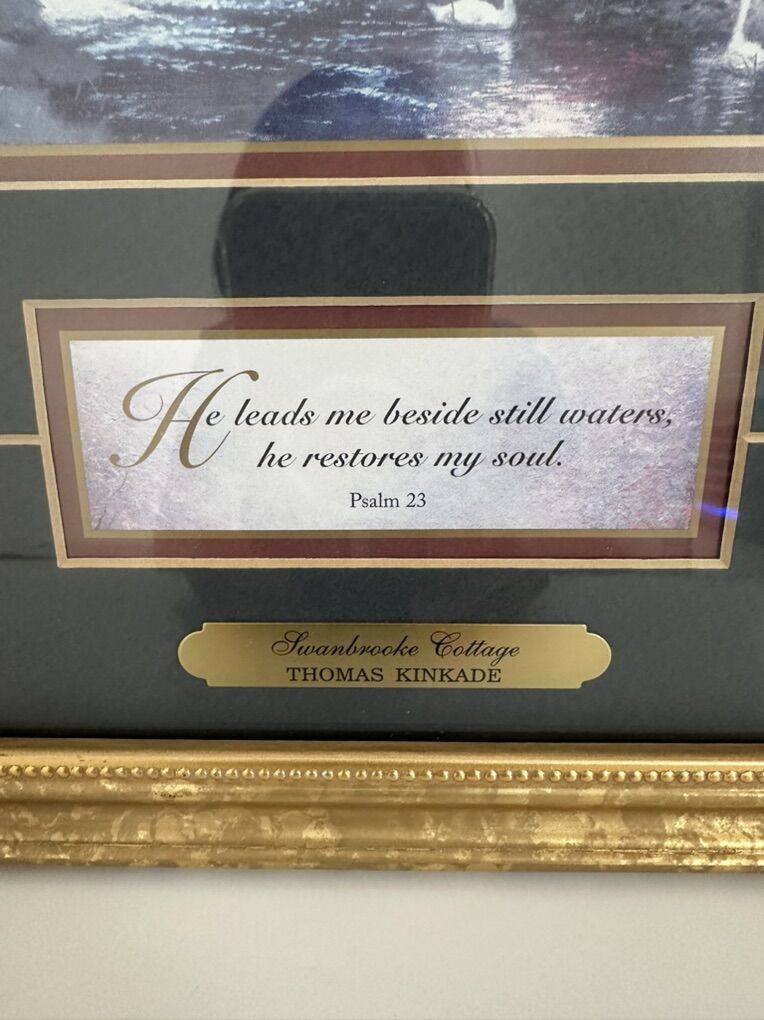 He leads me beside still waters,
he restores my soul.
Psalm 23
Swanbrooke Cottage
THOMAS KINKADE